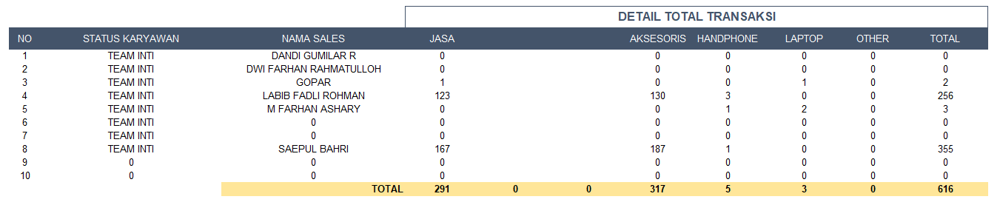 DETAIL TOTAL TRANSAKSI
NO STATUS KARYAWAN NAMA SALES JASA AKSESORIS HANDPHONE LAPTOP OTHER TOTAL
1 TEAM INTI DANDI GUMILAR R 0 0 0 0 0 0
2 TEAM INTI DWI FARHAN RAHMATULLOH 0 0 0 0 0 0
3 TEAM INTI GOPAR 1 0 0 1 0 2
4 TEAM INTI LABIB FADLI ROHMAN 123 130 3 0 0 256
5 TEAM INTI M FARHAN ASHARY 0 0 1 2 0 3
6 TEAM INTI 0 0 0 0 0 0 0
7 TEAM INTI 0 0 0 0 0 0 0
8 TEAM INTI SAEPUL BAHRI 167 187 1 0 0 355
9 0 0 0 0 0 0 0 0
10 0 0 0 0 0 0 0 0
TOTAL 291 0 0 317 5 3 0 616